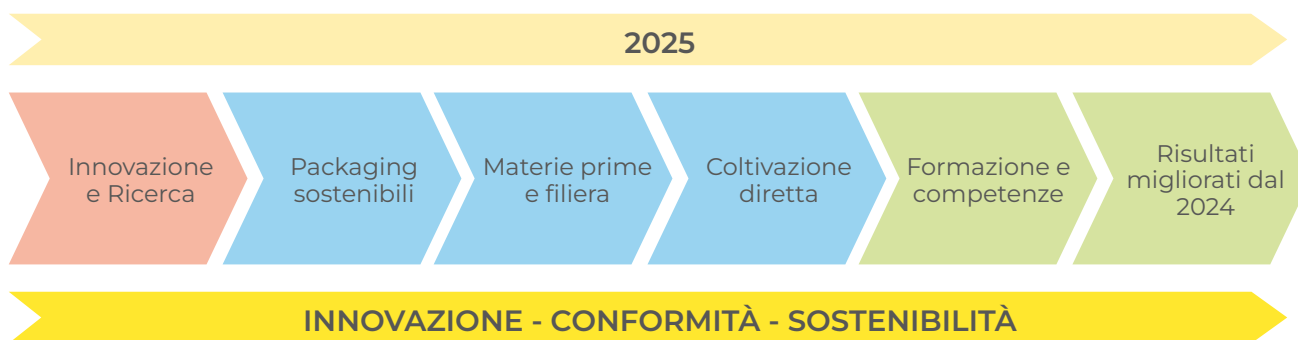 2025
Innovazione
e Ricerca
Packaging
sostenibili
Materie prime
e filiera
Coltivazione
diretta
Formazione e
competenze
Risultati
migliorati dal
2024
INNOVAZIONE - CONFORMITÀ - SOSTENIBILITÀ